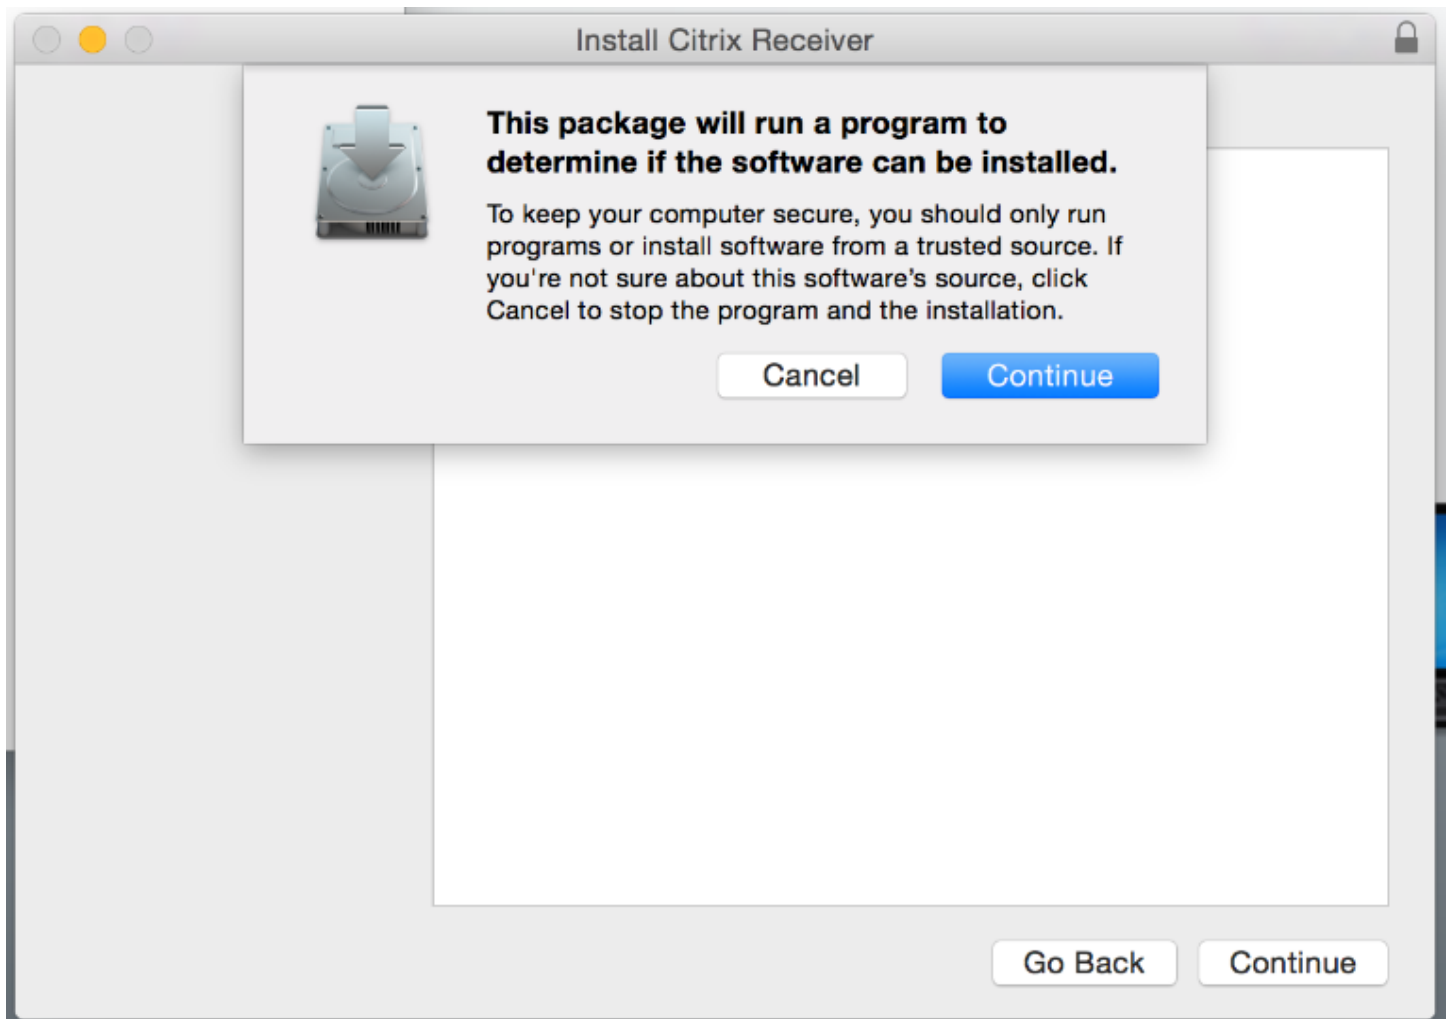 Install Citrix Receiver
This package will run a program to
determine if the software can be installed.
To keep your computer secure, you should only run
programs or install software from a trusted source. If
you're not sure about this software’s source, click
Cancel to stop the program and the installation.
Cancel
Continue
Go Back
Continue